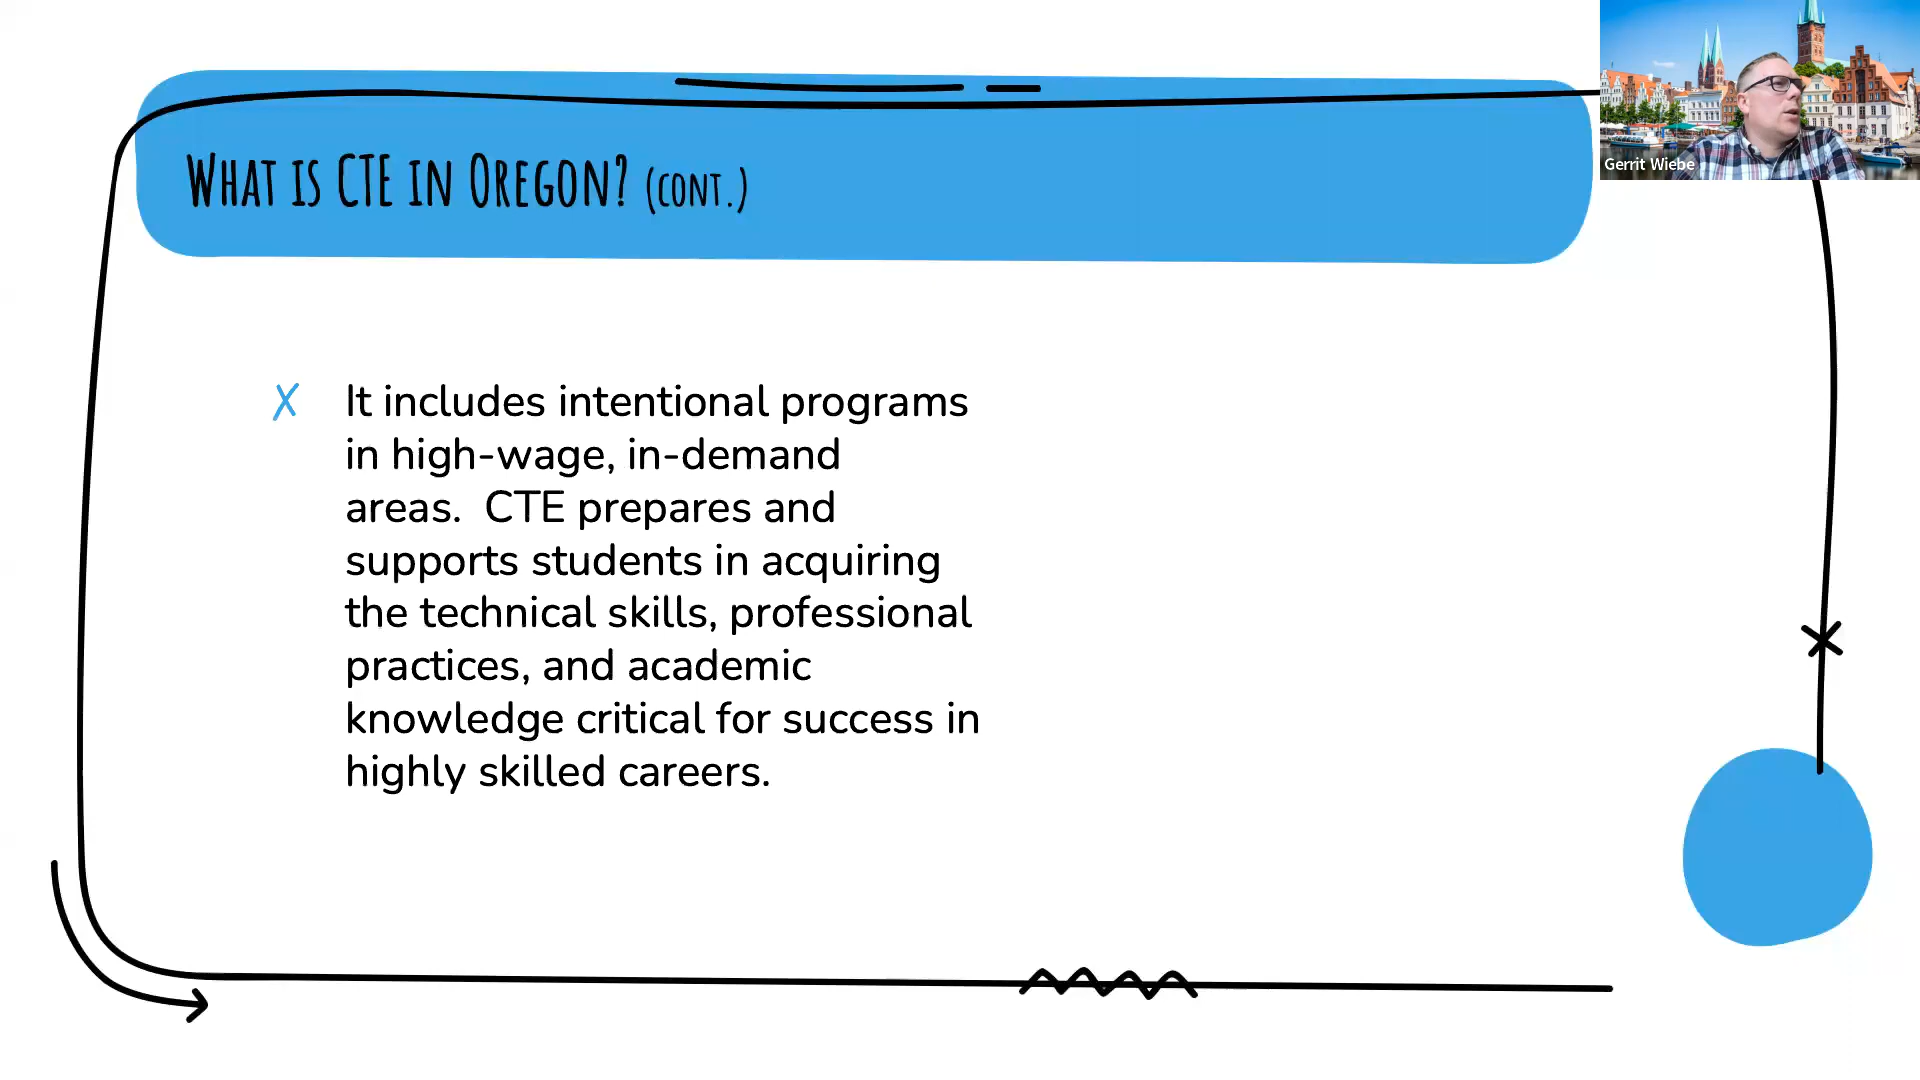 What is CTE in Oregon? (cont.)
Gerrit Wiebe
X It includes intentional programs
in high-wage, in-demand
areas.  CTE prepares and
supports students in acquiring
the technical skills, professional
practices, and academic
knowledge critical for success in
highly skilled careers.